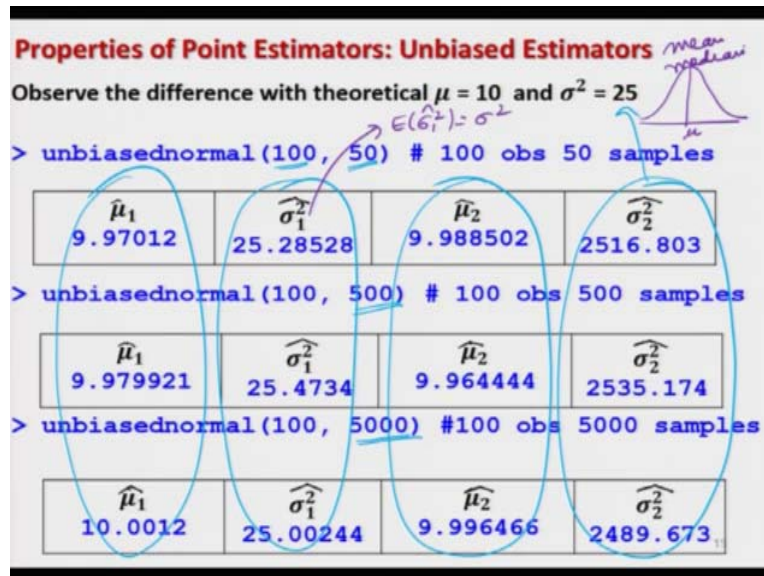 Properties of Point Estimators: Unbiased Estimators
mean
median
μ
Observe the difference with theoretical μ = 10 and σ² = 25
E(σ̂₁²) = σ²
> unbiasednormal(100, 50) # 100 obs 50 samples
μ̂₁ σ̂₁² μ̂₂ σ̂₂²
9.97012 25.28528 9.988502 2516.803
> unbiasednormal(100, 500) # 100 obs 500 samples
μ̂₁ σ̂₁² μ̂₂ σ̂₂²
9.979921 25.4734 9.964444 2535.174
> unbiasednormal(100, 5000) #100 obs 5000 samples
μ̂₁ σ̂₁² μ̂₂ σ̂₂²
10.0012 25.00244 9.996466 2489.673
11